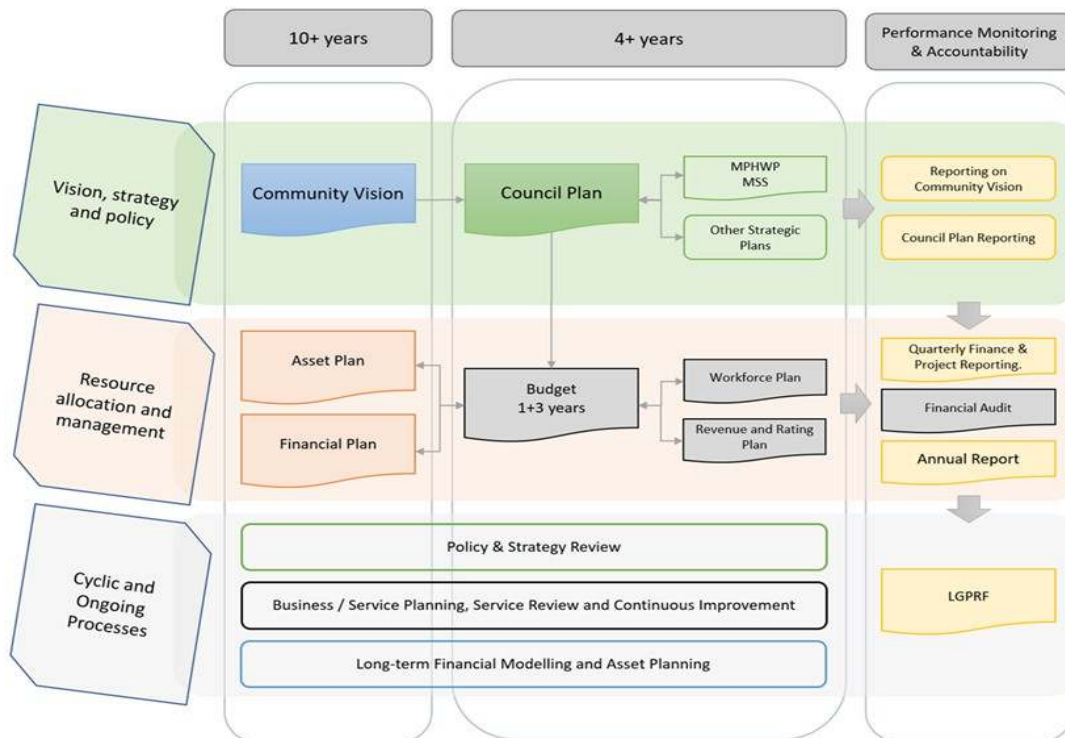 10+ years
4+ years
Performance Monitoring
& Accountability
Vision, strategy
and policy
Community Vision
Council Plan
MPHWP
MSS
Other Strategic
Plans
Reporting on
Community Vision
Council Plan Reporting
Resource
allocation and
management
Asset Plan
Financial Plan
Budget
1+3 years
Workforce Plan
Revenue and Rating
Plan
Quarterly Finance &
Project Reporting.
Financial Audit
Annual Report
Cyclic and
Ongoing
Processes
Policy & Strategy Review
Business / Service Planning, Service Review and Continuous Improvement
Long-term Financial Modelling and Asset Planning
LGPRF